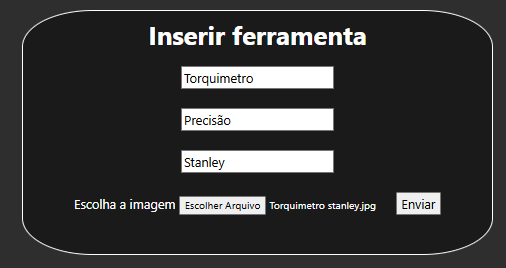 Inserir ferramenta
Torquimetro
Precisão
Stanley
Escolha a imagem Escolher Arquivo Torquimetro stanley.jpg Enviar